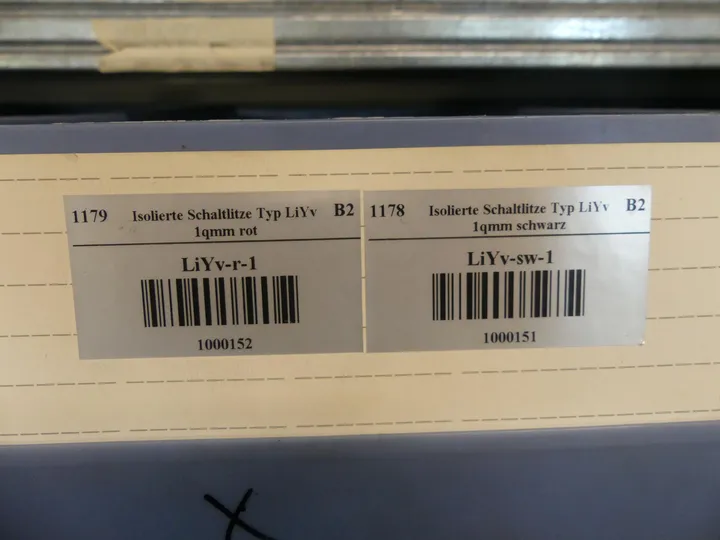 1179 Isolierte Schaltlitze Typ LiYv B2
1qmm rot
LiYv-r-1
1000152
1178 Isolierte Schaltlitze Typ LiYv B2
1qmm schwarz
LiYv-sw-1
1000151